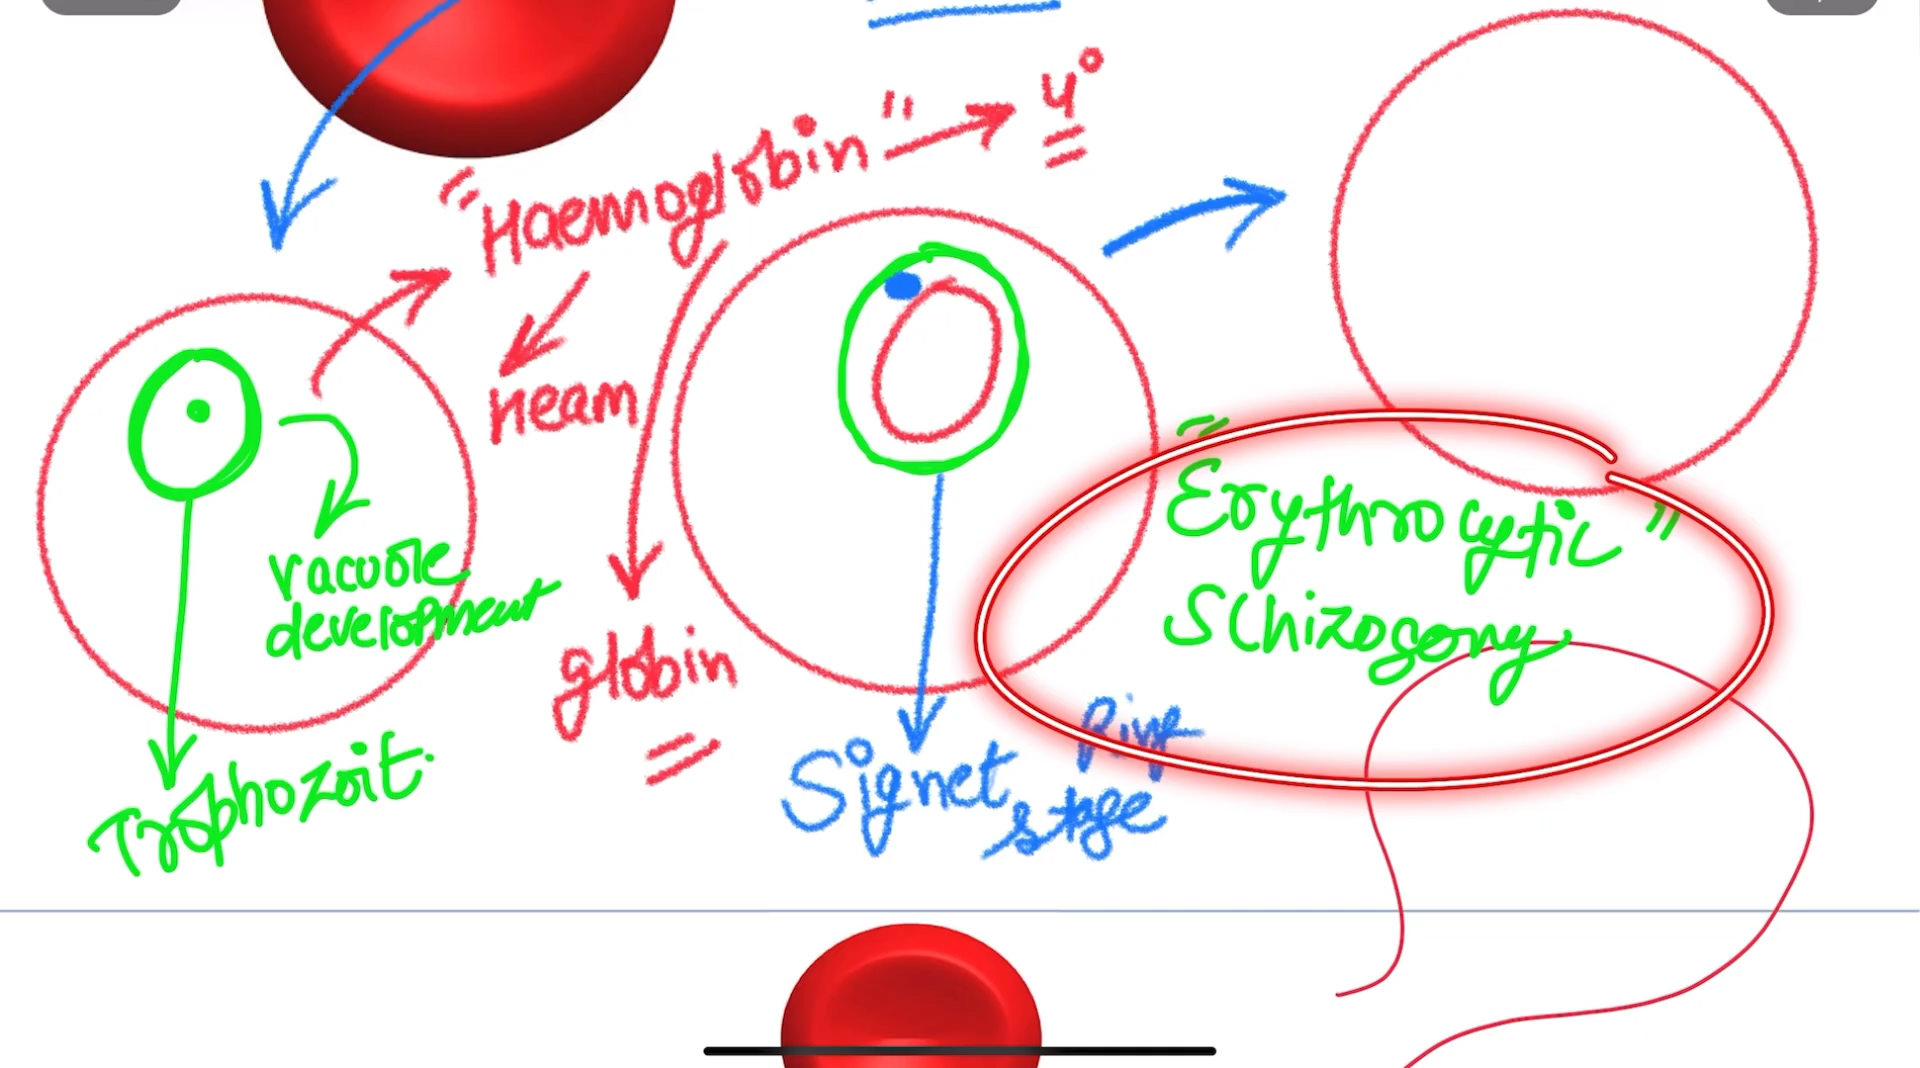 "Haemoglobin" → 4°
heam
globin
vacuole
development
Trophozoit.
Signet Ring
stage
"Erythrocytic"
Schizogony